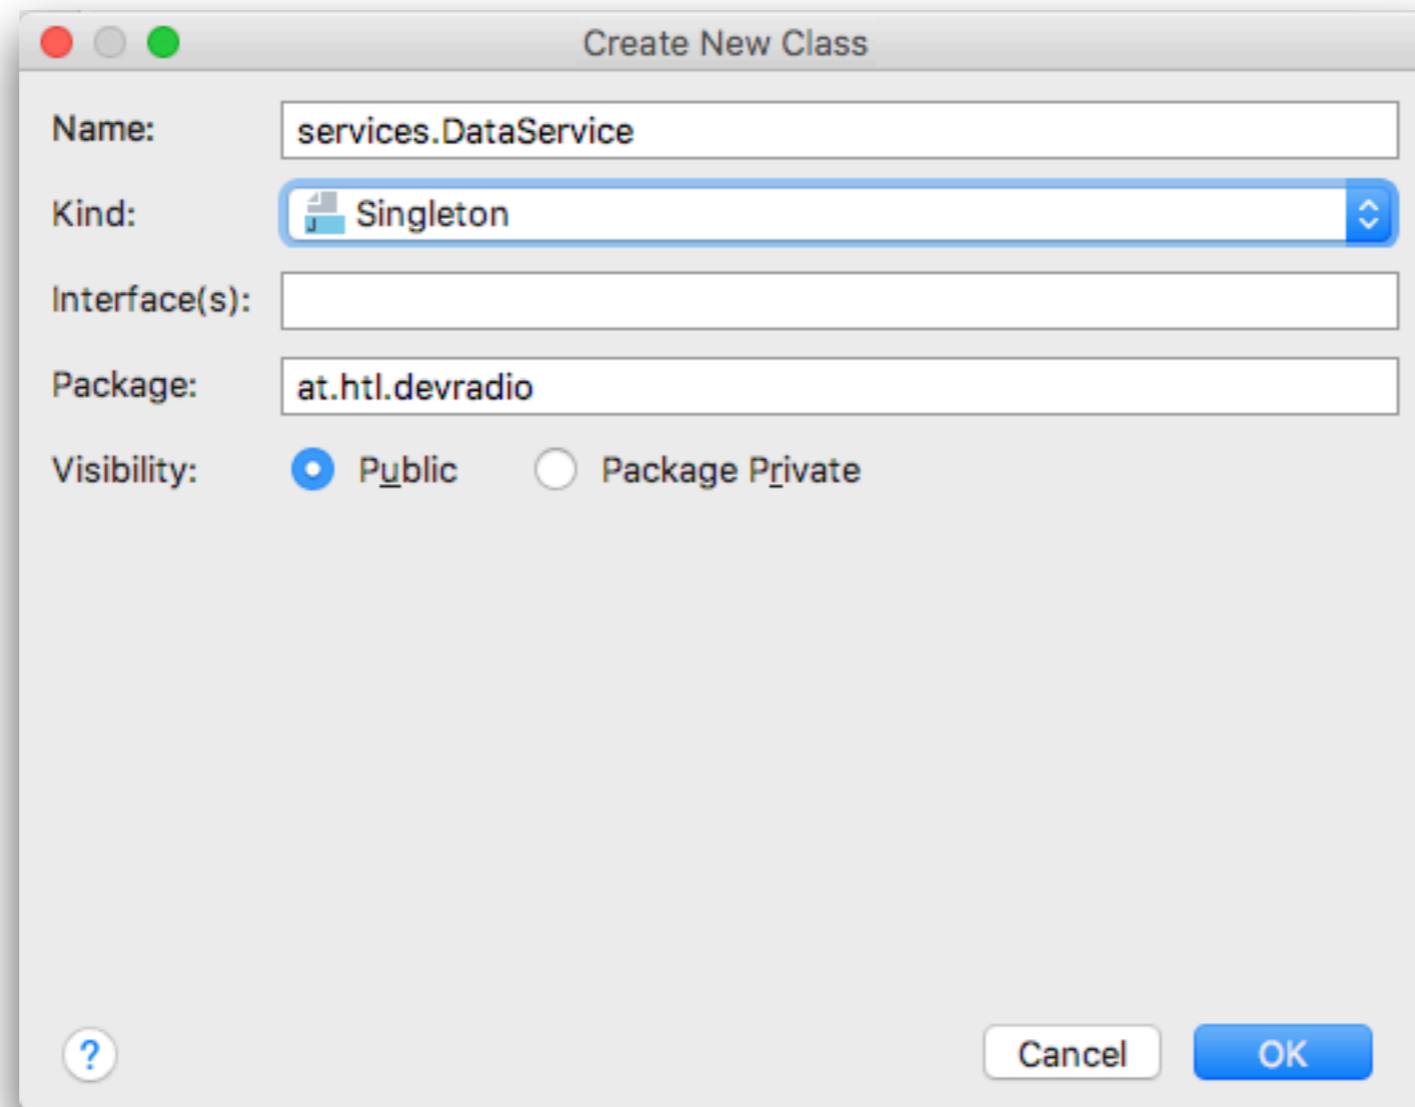 Create New Class
Name: services.DataService
Kind: Singleton
Interface(s):
Package: at.htl.devradio
Visibility: Public Package Private
? Cancel OK